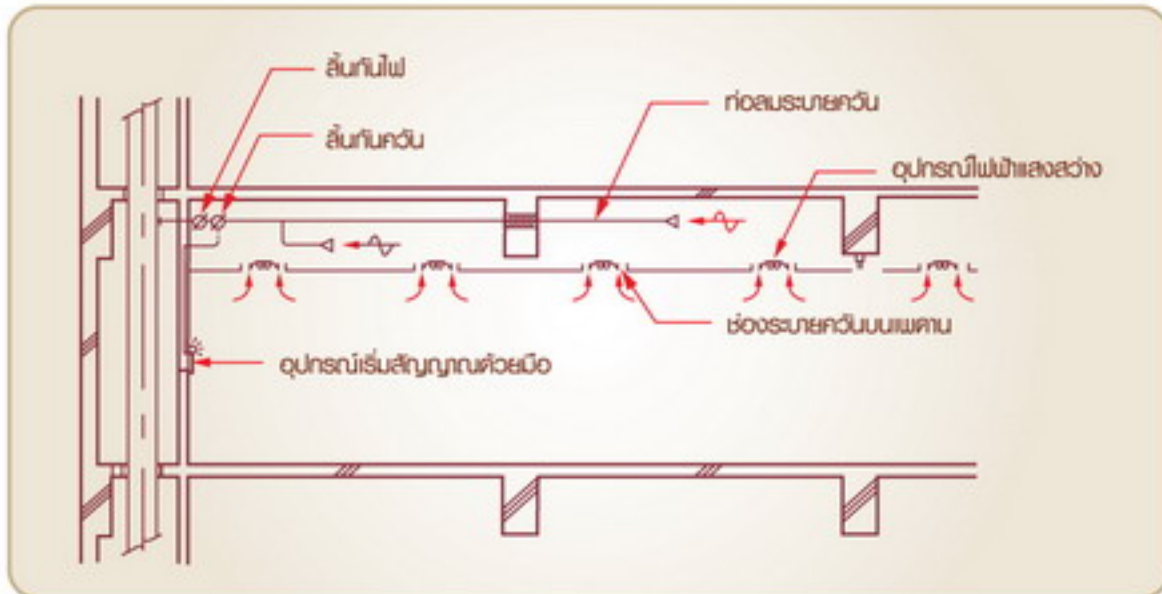 ลิ้นกันไฟ
ท่อลมระบายควัน
ลิ้นกันควัน
อุปกรณ์ไฟฟ้าแสงสว่าง
ช่องระบายควันบนเพดาน
อุปกรณ์เริ่มสัญญาณด้วยมือ